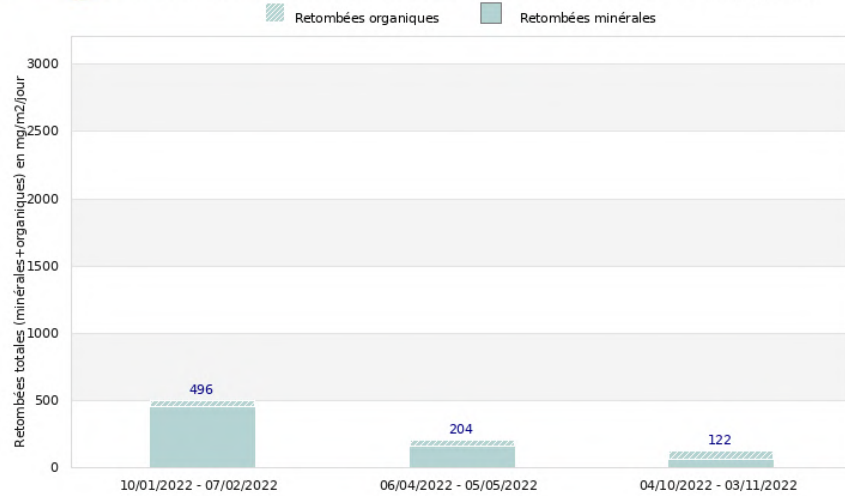 Retombées organiques
Retombées minérales
Retombées totales (minérales+organiques) en mg/m2/jour
3000
2500
2000
1500
1000
500
0
496
204
122
10/01/2022 - 07/02/2022
06/04/2022 - 05/05/2022
04/10/2022 - 03/11/2022